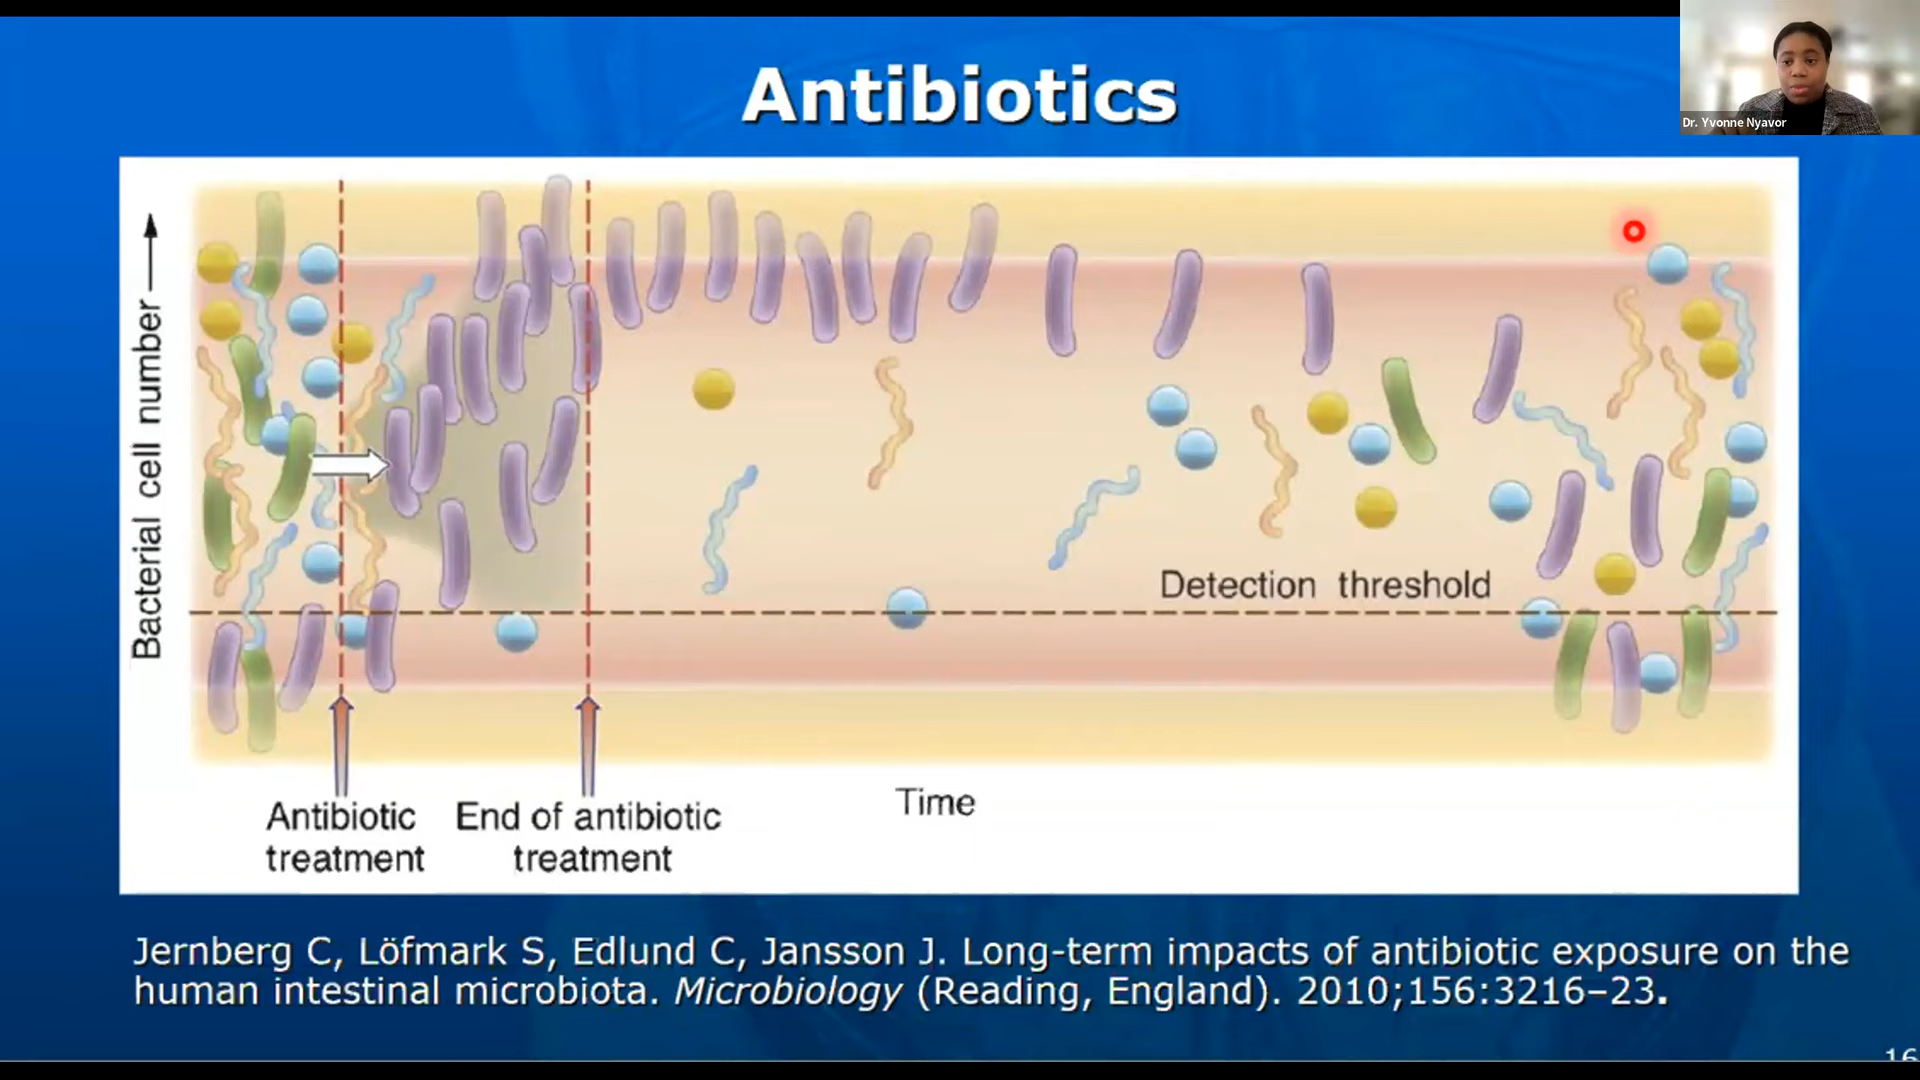 Antibiotics
Dr. Yvonne Nyavor
Bacterial cell number
Detection threshold
Antibiotic
treatment
End of antibiotic
treatment
Time
Jernberg C, Löfmark S, Edlund C, Jansson J. Long-term impacts of antibiotic exposure on the
human intestinal microbiota. Microbiology (Reading, England). 2010;156:3216–23.
16